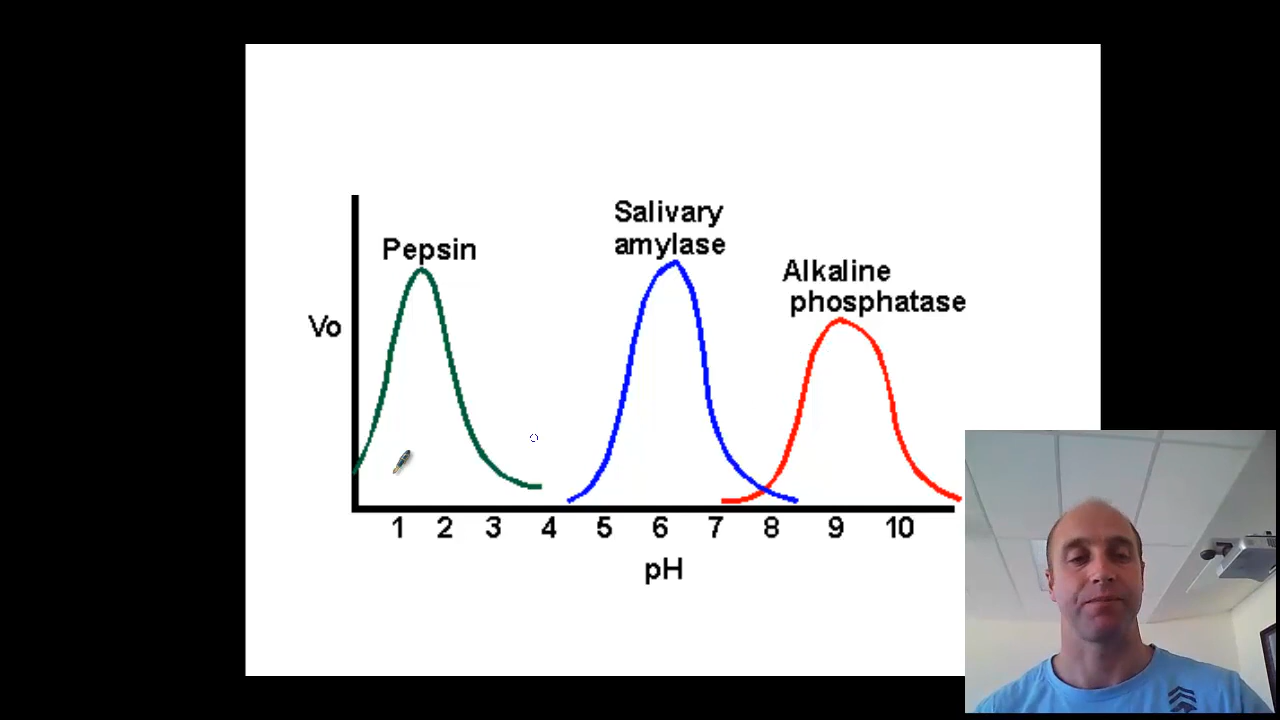 Salivary
amylase
Pepsin
Alkaline
phosphatase
Vo
1 2 3 4 5 6 7 8 9 10
pH